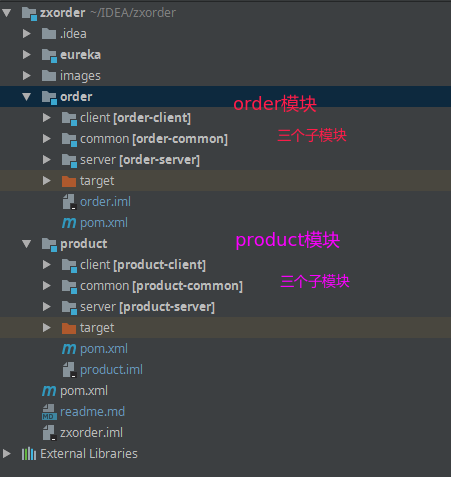 zxorder ~/IDEA/zxorder
.idea
eureka
images
order
order模块
client [order-client]
common [order-common]
三个子模块
server [order-server]
target
order.iml
pom.xml
product
product模块
client [product-client]
common [product-common]
三个子模块
server [product-server]
target
pom.xml
product.iml
pom.xml
readme.md
zxorder.iml
External Libraries